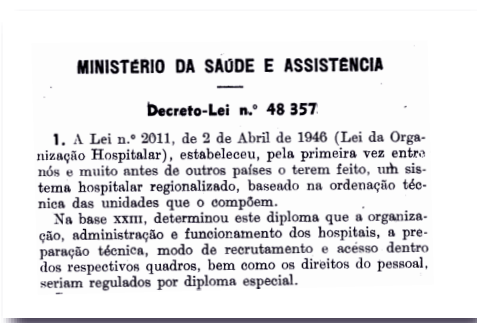 MINISTÉRIO DA SAÚDE E ASSISTÊNCIA
Decreto-Lei n.º 48 357
1. A Lei n.º 2011, de 2 de Abril de 1946 (Lei da Orga-
nização Hospitalar), estabeleceu, pela primeira vez entre
nós e muito antes de outros países o terem feito, um sis-
tema hospitalar regionalizado, baseado na ordenação téc-
nica das unidades que o compõem.
Na base XXIII, determinou este diploma que a organiza-
ção, administração e funcionamento dos hospitais, a pre-
paração técnica, modo de recrutamento e acesso dentro
dos respectivos quadros, bem como os direitos do pessoal,
seriam regulados por diploma especial.